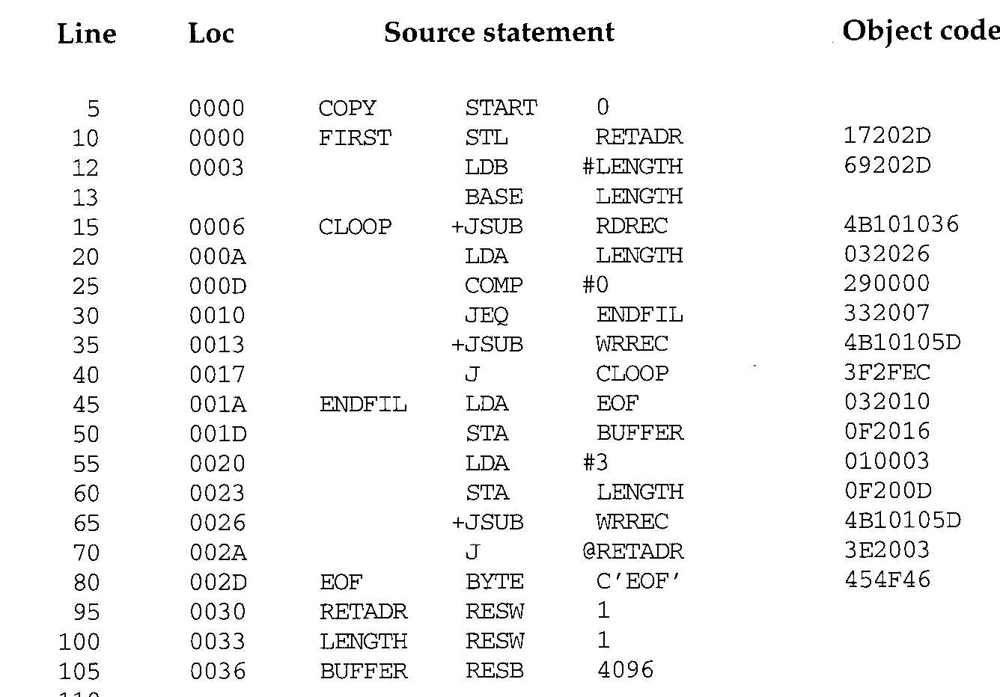 Line Loc Source statement Object code
5 0000 COPY START 0
10 0000 FIRST STL RETADR 17202D
12 0003 LDB #LENGTH 69202D
13 BASE LENGTH
15 0006 CLOOP +JSUB RDREC 4B101036
20 000A LDA LENGTH 032026
25 000D COMP #0 290000
30 0010 JEQ ENDFIL 332007
35 0013 +JSUB WRREC 4B10105D
40 0017 J CLOOP 3F2FEC
45 001A ENDFIL LDA EOF 032010
50 001D STA BUFFER 0F2016
55 0020 LDA #3 010003
60 0023 STA LENGTH 0F200D
65 0026 +JSUB WRREC 4B10105D
70 002A J @RETADR 3E2003
80 002D EOF BYTE C'EOF' 454F46
95 0030 RETADR RESW 1
100 0033 LENGTH RESW 1
105 0036 BUFFER RESB 4096